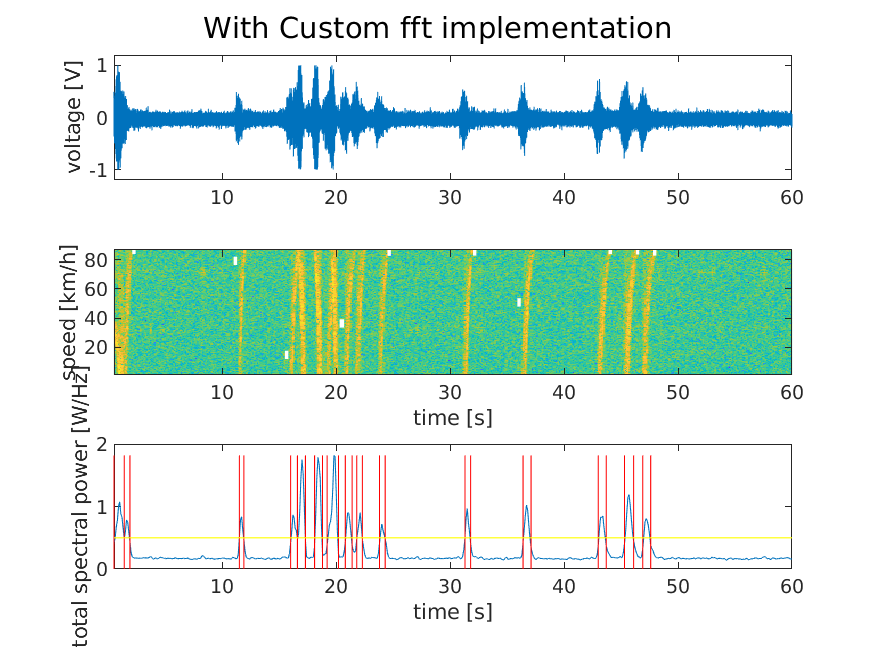 With Custom fft implementation
voltage [V]
1
0
-1
10 20 30 40 50 60
speed [km/h]
80
60
40
20
10 20 30 40 50 60
time [s]
total spectral power [W/Hz]
2
1
0
10 20 30 40 50 60
time [s]